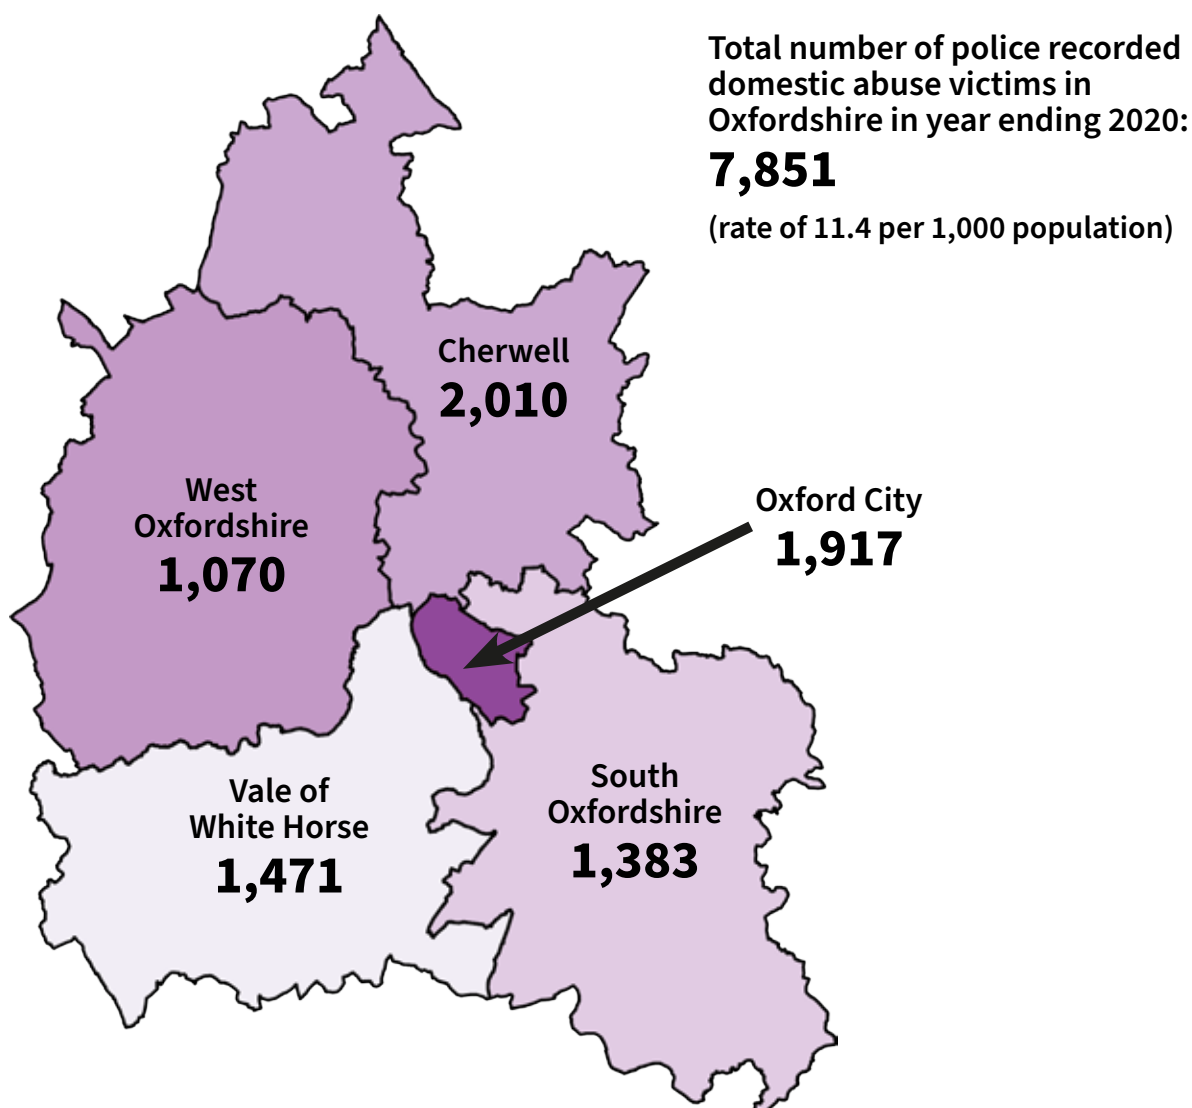 Total number of police recorded
domestic abuse victims in
Oxfordshire in year ending 2020:
7,851
(rate of 11.4 per 1,000 population)
Cherwell
2,010
West
Oxfordshire
1,070
Oxford City
1,917
Vale of
White Horse
1,471
South
Oxfordshire
1,383